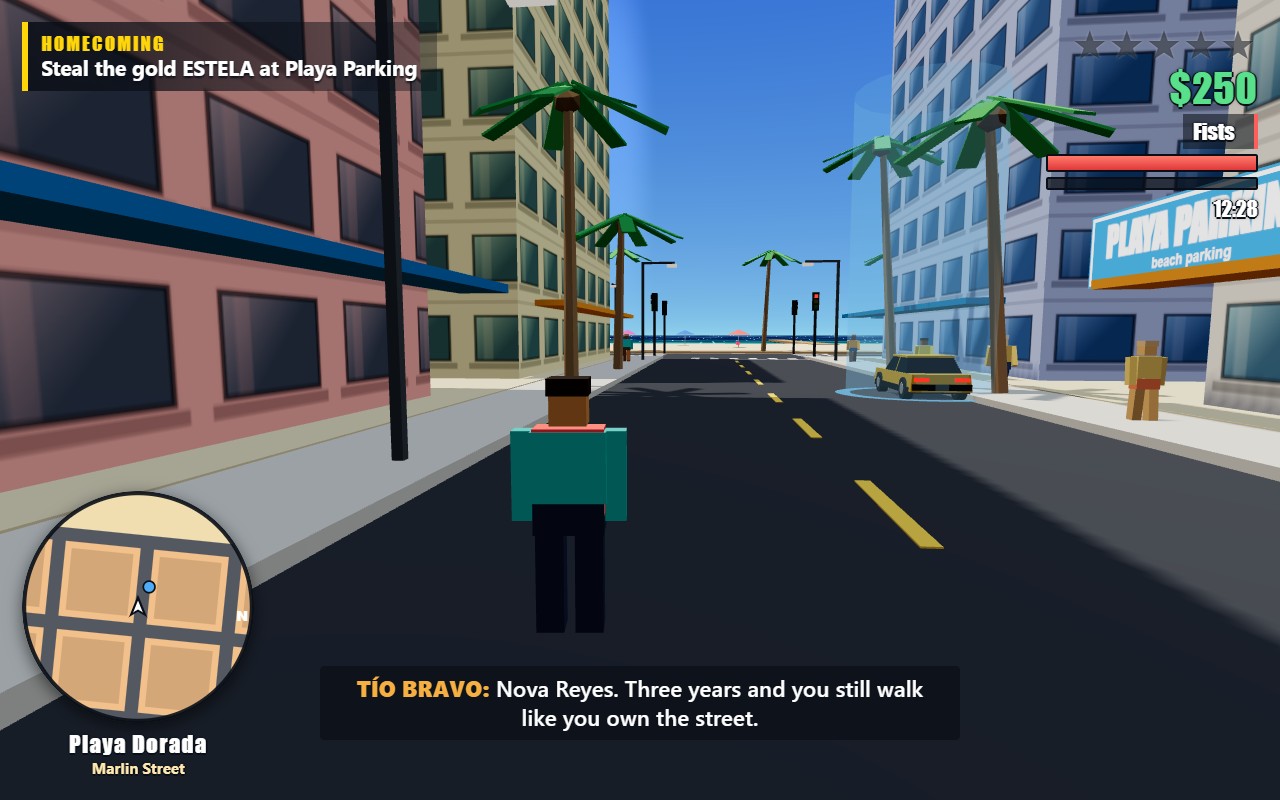 HOMECOMING
Steal the gold ESTELA at Playa Parking
$250
Fists
12:28
PLAYA PARKIN
beach parking
N
TÍO BRAVO: Nova Reyes. Three years and you still walk
like you own the street.
Playa Dorada
Marlin Street